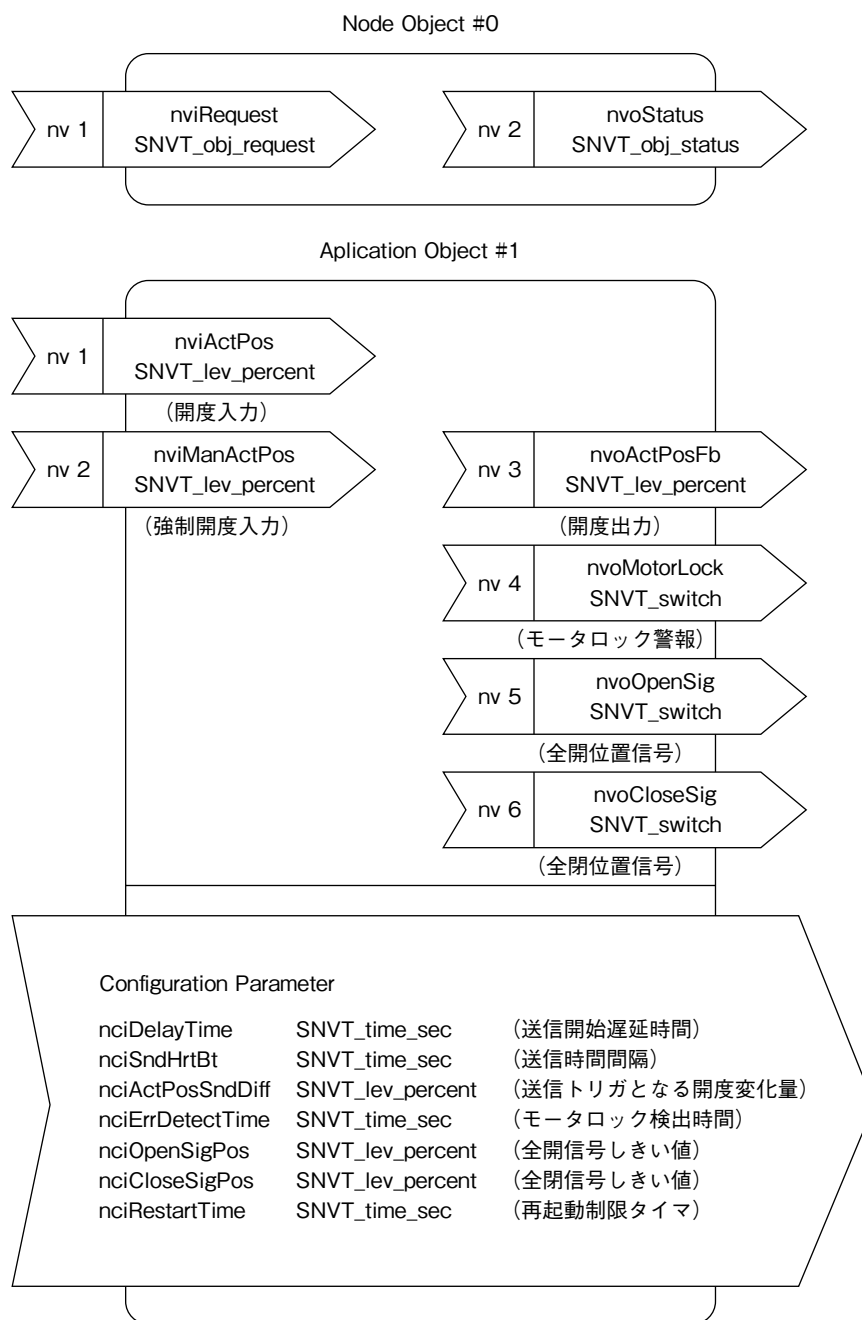 Node Object #0
nv 1
nviRequest
SNVT_obj_request
nv 2
nvoStatus
SNVT_obj_status
Aplication Object #1
nv 1
nviActPos
SNVT_lev_percent
（開度入力）
nv 2
nviManActPos
SNVT_lev_percent
（強制開度入力）
nv 3
nvoActPosFb
SNVT_lev_percent
（開度出力）
nv 4
nvoMotorLock
SNVT_switch
（モータロック警報）
nv 5
nvoOpenSig
SNVT_switch
（全開位置信号）
nv 6
nvoCloseSig
SNVT_switch
（全閉位置信号）
Configuration Parameter
nciDelayTime SNVT_time_sec （送信開始遅延時間）
nciSndHrtBt SNVT_time_sec （送信時間間隔）
nciActPosSndDiff SNVT_lev_percent （送信トリガとなる開度変化量）
nciErrDetectTime SNVT_time_sec （モータロック検出時間）
nciOpenSigPos SNVT_lev_percent （全開信号しきい値）
nciCloseSigPos SNVT_lev_percent （全閉信号しきい値）
nciRestartTime SNVT_time_sec （再起動制限タイマ）